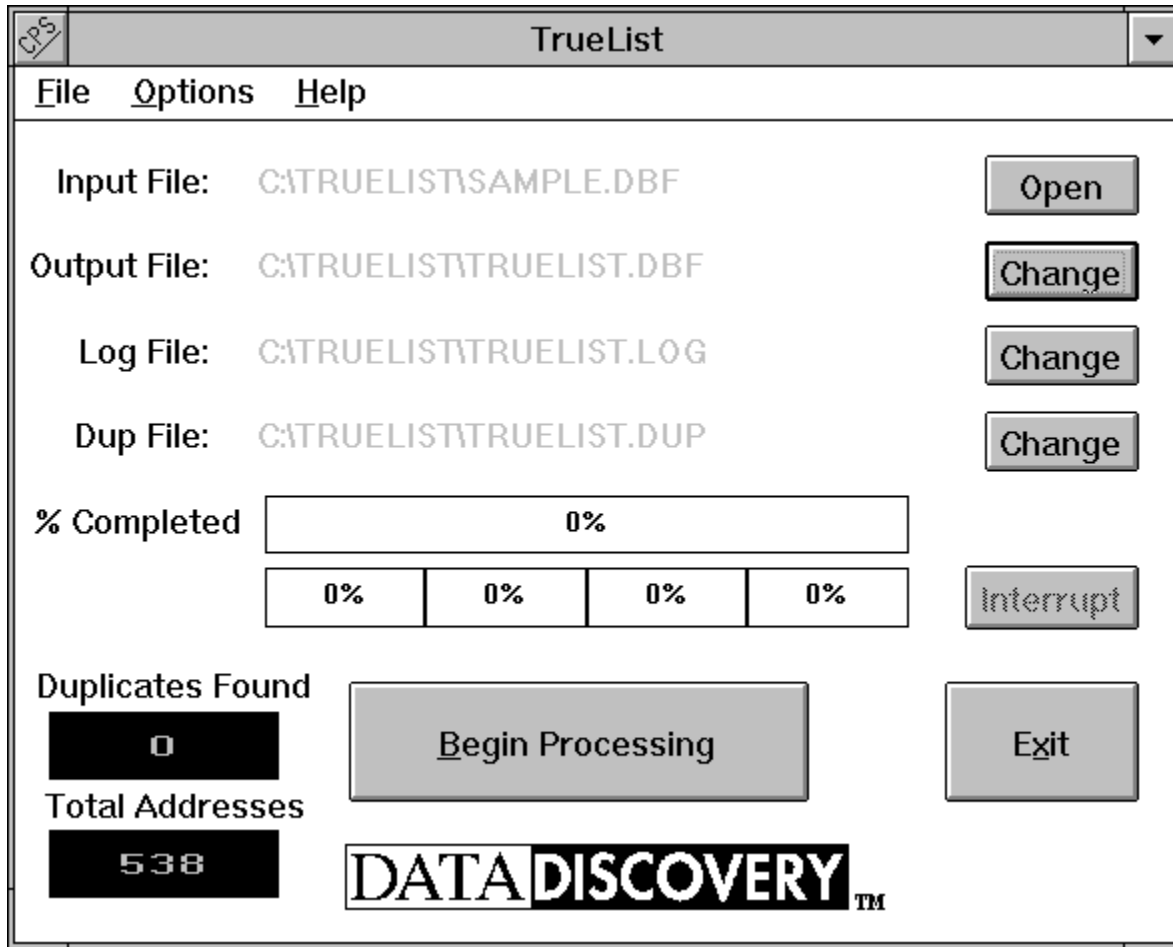 CPS
TrueList
File Options Help
Input File: C:\TRUELIST\SAMPLE.DBF Open
Output File: C:\TRUELIST\TRUELIST.DBF Change
Log File: C:\TRUELIST\TRUELIST.LOG Change
Dup File: C:\TRUELIST\TRUELIST.DUP Change
% Completed 0%
0% 0% 0% 0% Interrupt
Duplicates Found
0 Begin Processing Exit
Total Addresses
538
DATA DISCOVERY TM